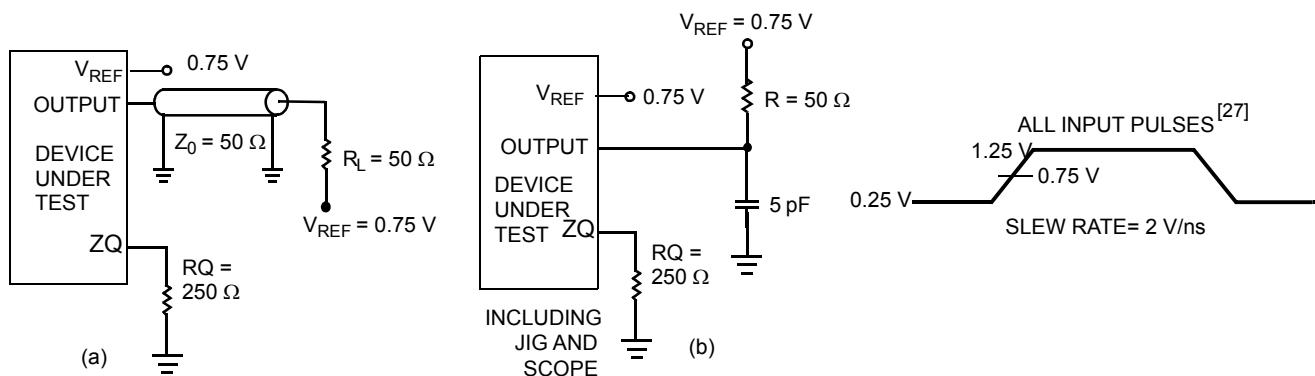 V_REF
0.75 V
OUTPUT
Z_0 = 50 Ω
DEVICE
UNDER
TEST
R_L = 50 Ω
V_REF = 0.75 V
ZQ
RQ =
250 Ω
(a)
V_REF = 0.75 V
V_REF
0.75 V
R = 50 Ω
OUTPUT
DEVICE
UNDER
TEST
5 pF
ZQ
RQ =
250 Ω
INCLUDING
JIG AND
SCOPE
(b)
ALL INPUT PULSES[27]
1.25 V
0.75 V
0.25 V
SLEW RATE= 2 V/ns